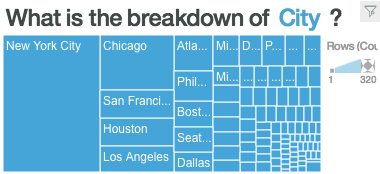 What is the breakdown of City ?
New York City
Chicago
Atla...
Mi...
D...
P...
...
...
Rows (Cou
San Franci...
Phil...
Mi...
...
...
...
...
1
320
Houston
Bost...
Los Angeles
Seat...
Dallas